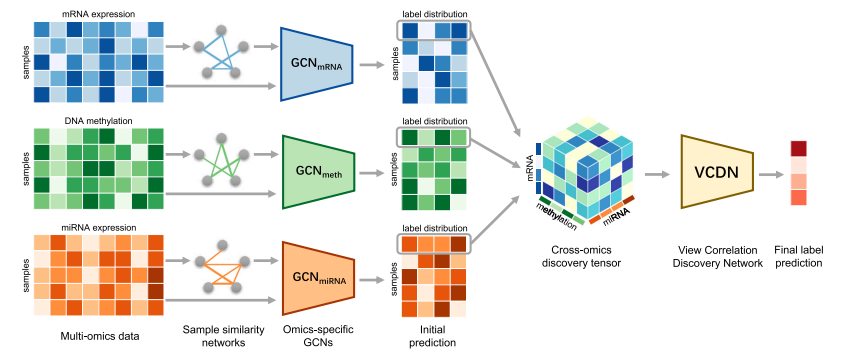 mRNA expression
samples
GCNmRNA
label distribution
samples
DNA methylation
samples
GCNmeth
label distribution
samples
miRNA expression
samples
GCNmiRNA
label distribution
samples
mRNA
methylation
miRNA
VCDN
Multi-omics data
Sample similarity
networks
Omics-specific
GCNs
Initial
prediction
Cross-omics
discovery tensor
View Correlation
Discovery Network
Final label
prediction